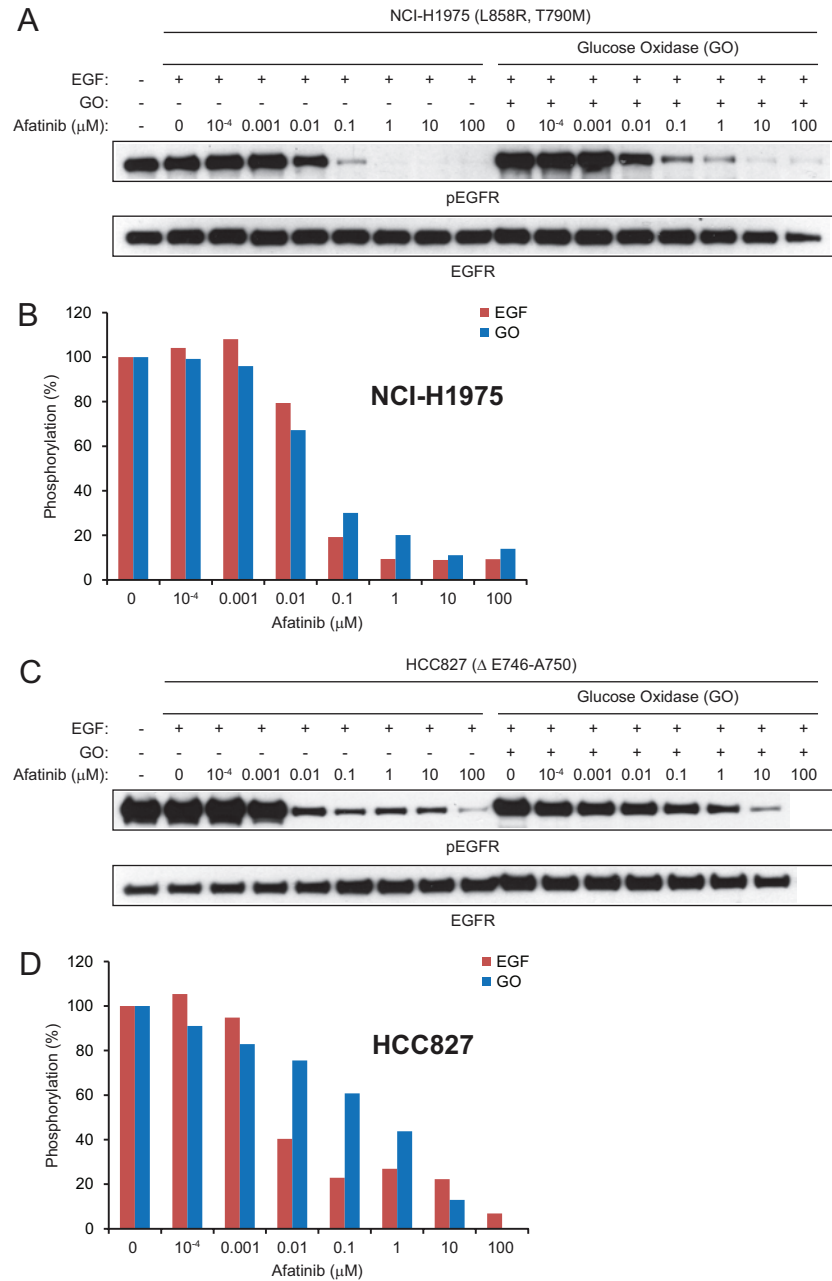 A
NCI-H1975 (L858R, T790M)
Glucose Oxidase (GO)
EGF: - + + + + + + + + + + + + + + + +
GO: - - - - - - - - - + + + + + + + +
Afatinib (μM): - 0 10⁻⁴ 0.001 0.01 0.1 1 10 100 0 10⁻⁴ 0.001 0.01 0.1 1 10 100
pEGFR
EGFR
B
120
100
80
60
40
20
0
Phosphorylation (%)
EGF
GO
NCI-H1975
0 10⁻⁴ 0.001 0.01 0.1 1 10 100
Afatinib (μM)
C
HCC827 (Δ E746-A750)
Glucose Oxidase (GO)
EGF: - + + + + + + + + + + + + + + + +
GO: - - - - - - - - - + + + + + + + +
Afatinib (μM): - 0 10⁻⁴ 0.001 0.01 0.1 1 10 100 0 10⁻⁴ 0.001 0.01 0.1 1 10 100
pEGFR
EGFR
D
120
100
80
60
40
20
0
Phosphorylation (%)
EGF
GO
HCC827
0 10⁻⁴ 0.001 0.01 0.1 1 10 100
Afatinib (μM)